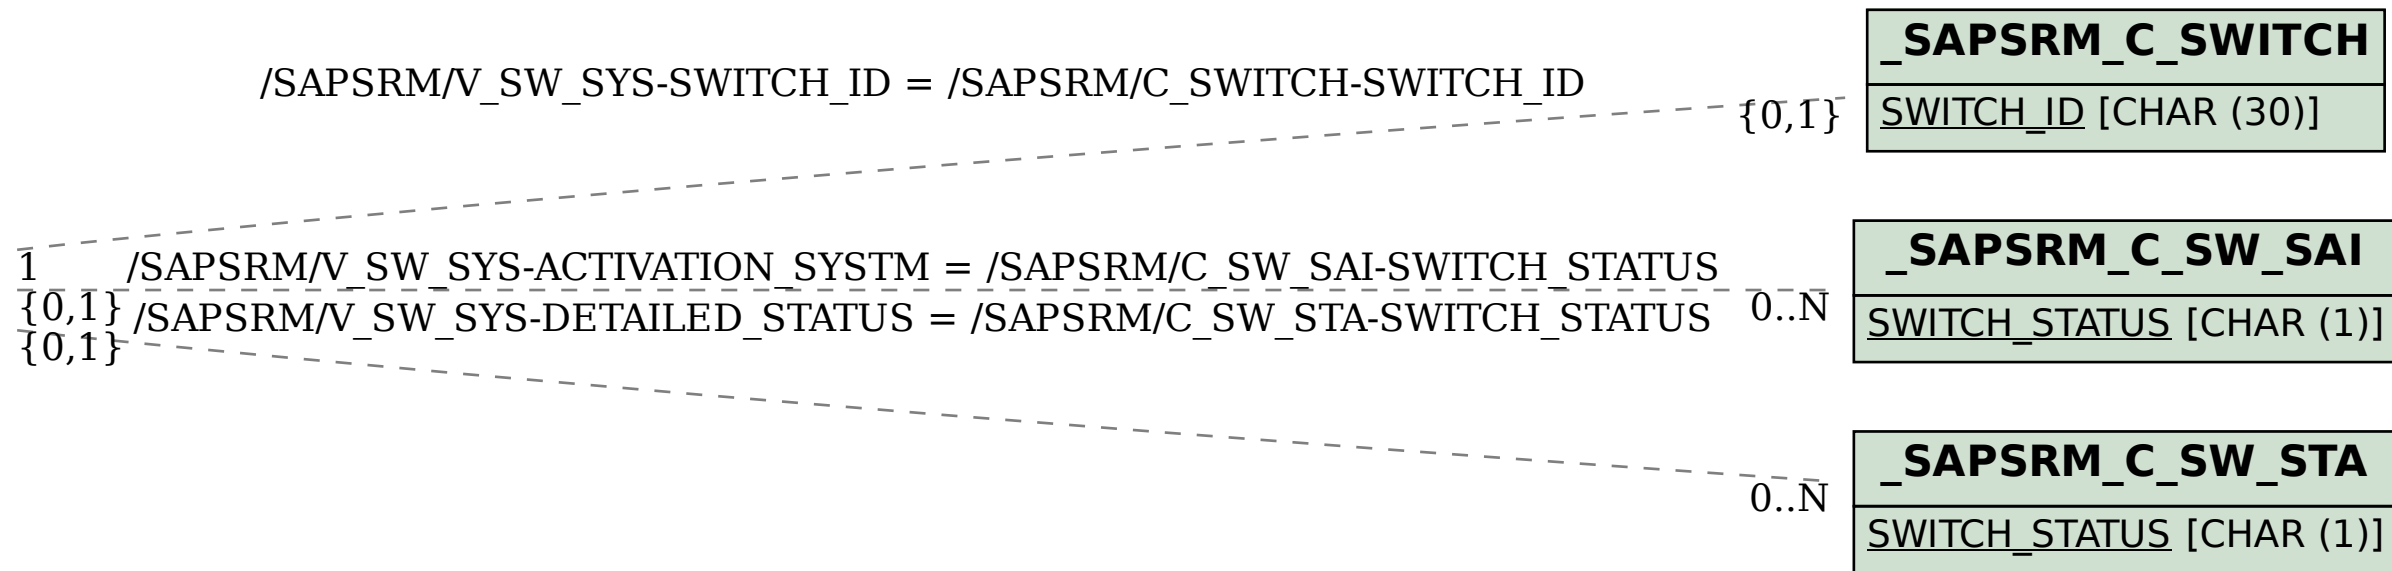 _SAPSRM_C_SWITCH
/SAPSRM/V_SW_SYS-SWITCH_ID = /SAPSRM/C_SWITCH-SWITCH_ID
{0,1}
SWITCH_ID [CHAR (30)]
_SAPSRM_C_SW_SAI
1
/SAPSRM/V_SW_SYS-ACTIVATION_SYSTM = /SAPSRM/C_SW_SAI-SWITCH_STATUS
{0,1}
0..N
/SAPSRM/V_SW_SYS-DETAILED_STATUS = /SAPSRM/C_SW_STA-SWITCH_STATUS
SWITCH_STATUS [CHAR (1)]
{0,1}
_SAPSRM_C_SW_STA
0..N
SWITCH_STATUS [CHAR (1)]